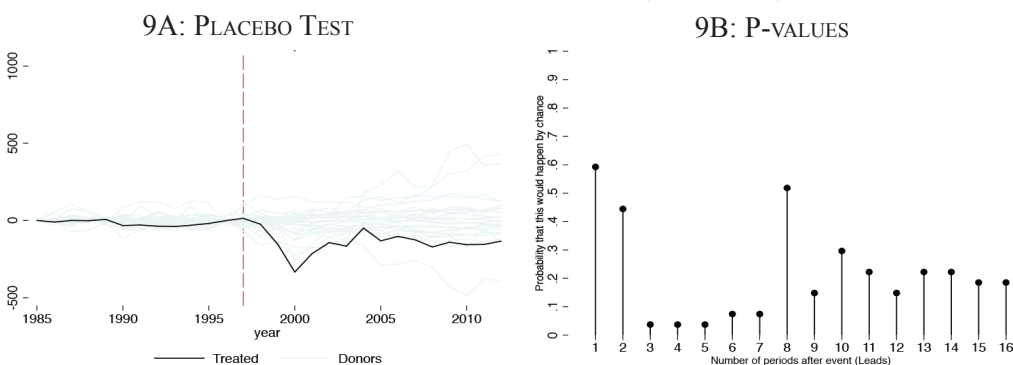 9A: PLACEBO TEST
1000
500
0
-500
1985 1990 1995 2000 2005 2010
year
Treated Donors
9B: P-VALUES
Probability that this would happen by chance
1
.9
.8
.7
.6
.5
.4
.3
.2
.1
0
1 2 3 4 5 6 7 8 9 10 11 12 13 14 15 16
Number of periods after event (Leads)